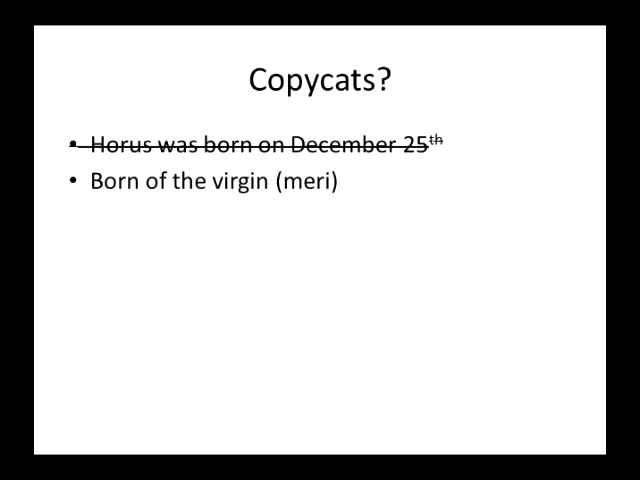 Copycats?
• Horus was born on December 25th
• Born of the virgin (meri)